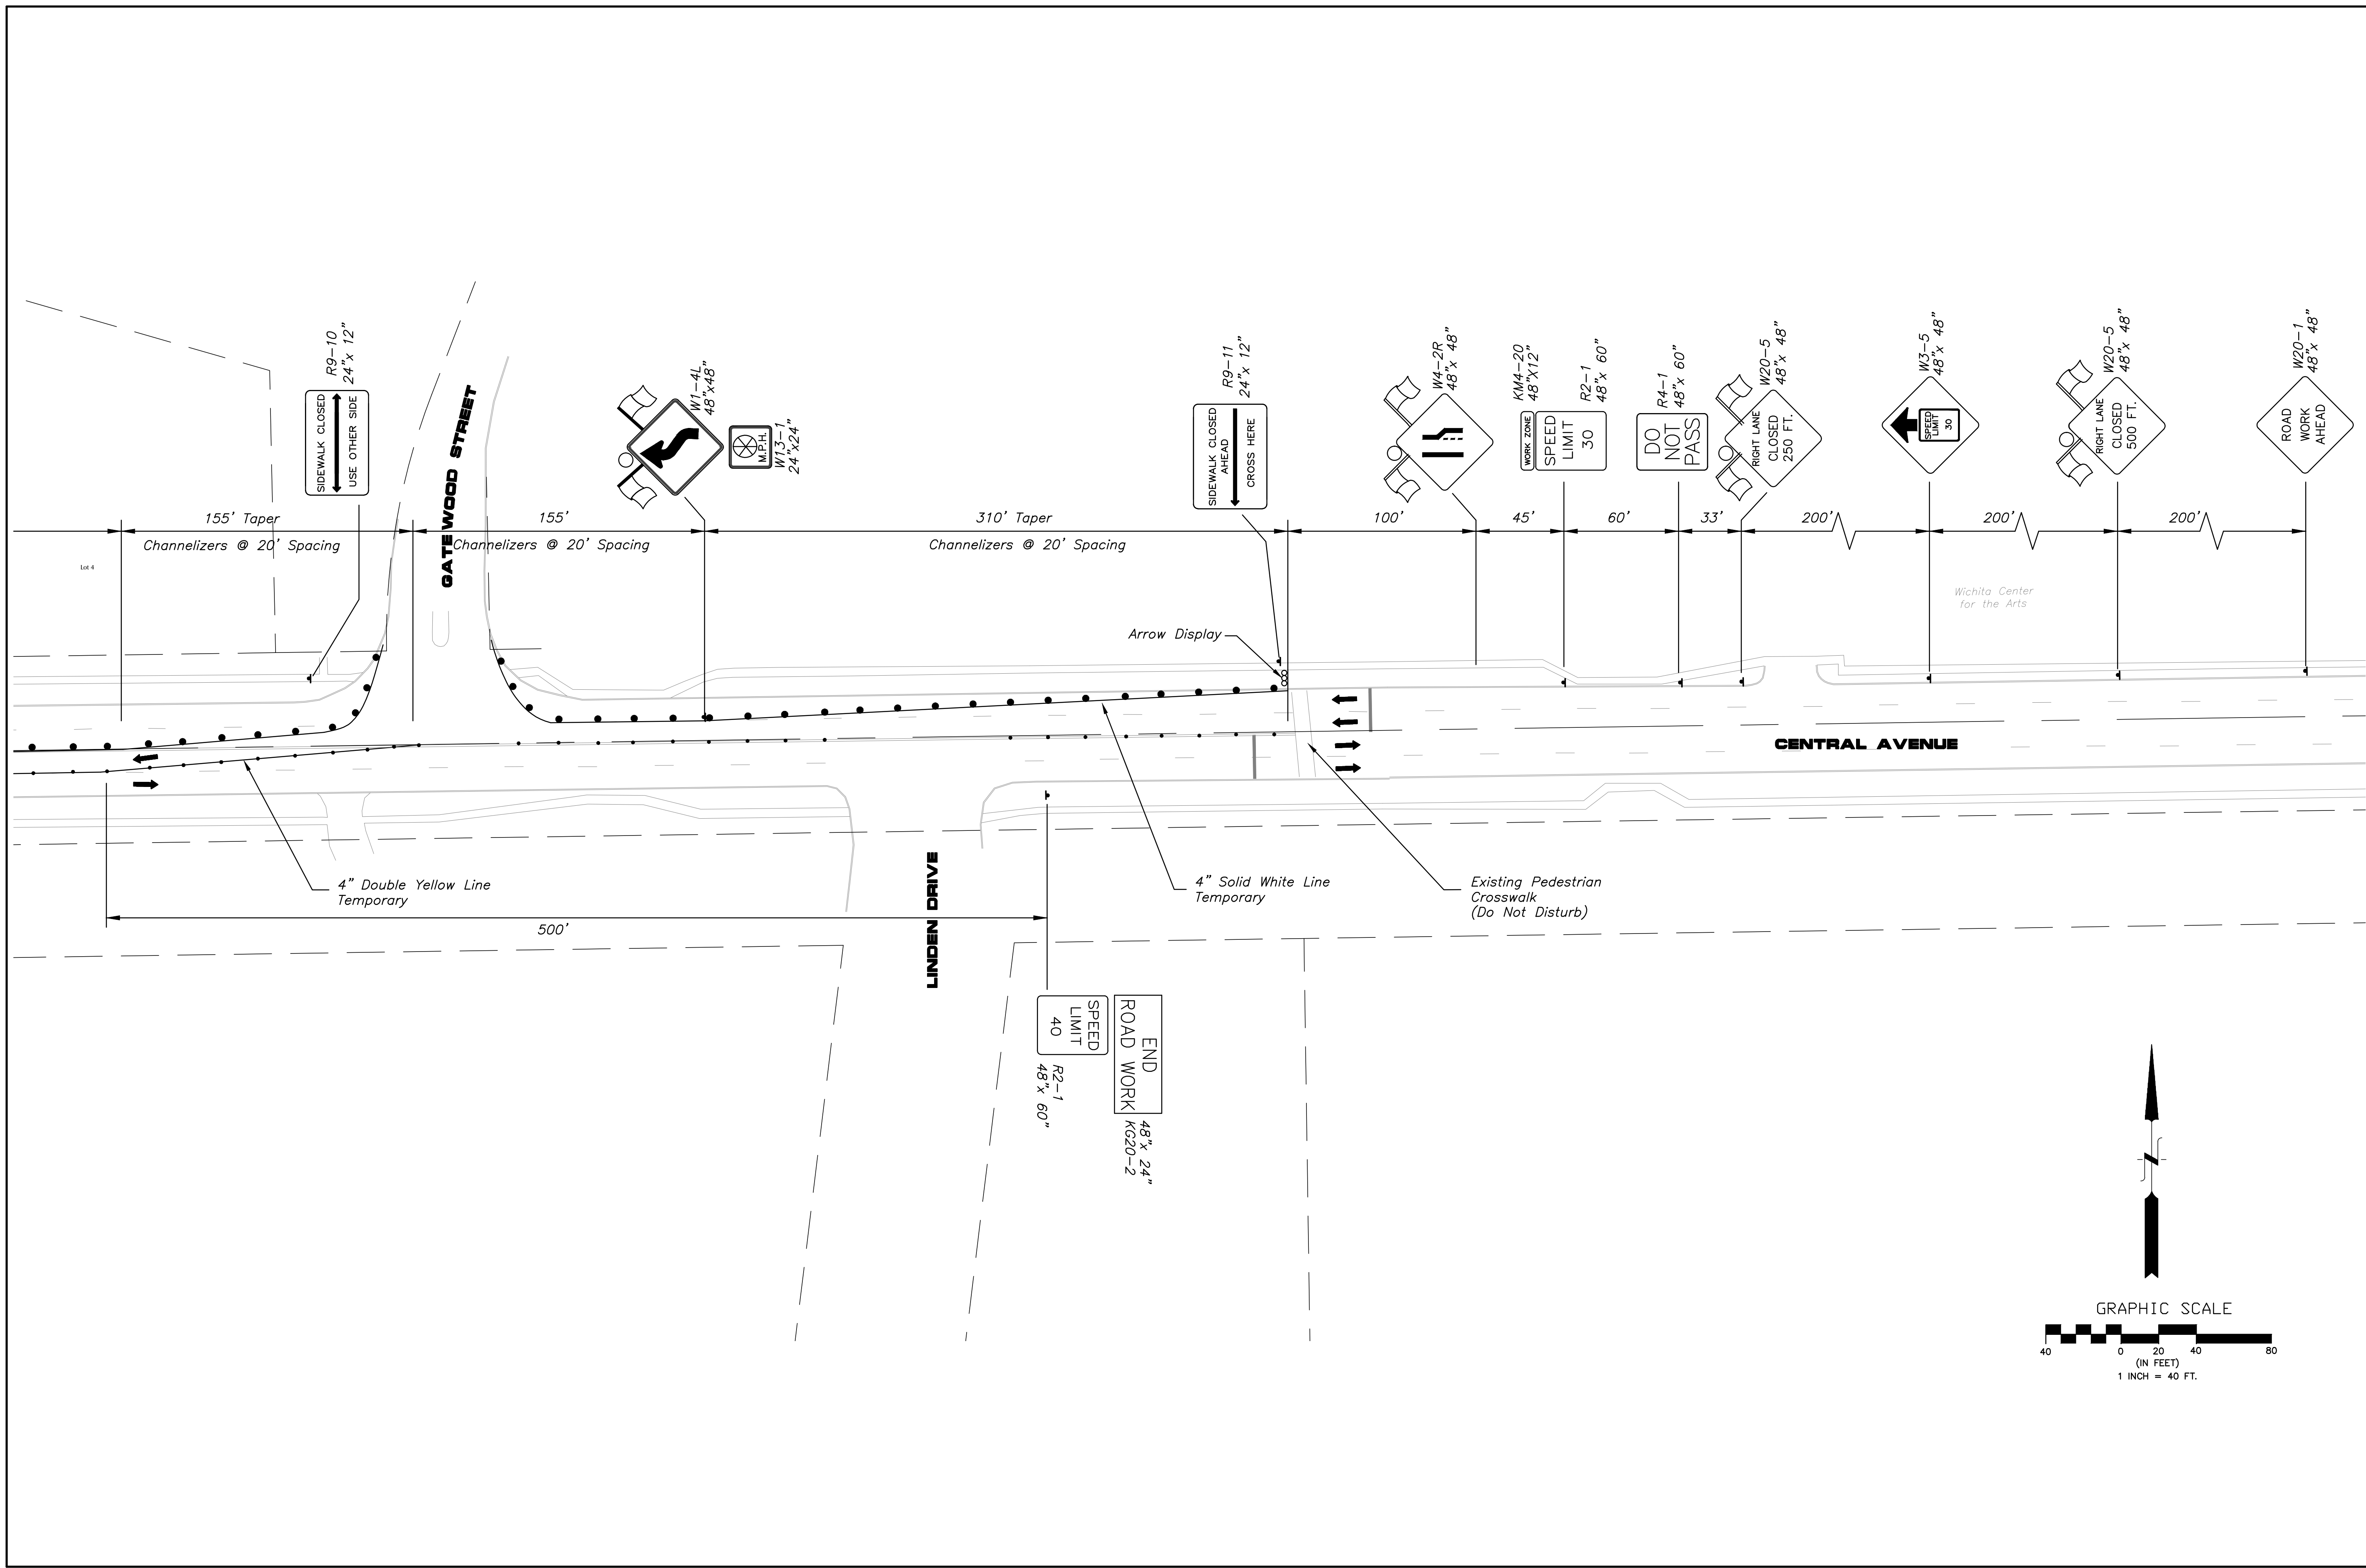 R9-10
24"x 12"
SIDEWALK CLOSED
USE OTHER SIDE
GATEWOOD STREET
W1-4L
48"x48"
M.P.H.
W13-1
24"x24"
R9-11
24"x 12"
SIDEWALK CLOSED
AHEAD
CROSS HERE
W4-2R
48"x 48"
KM4-20
48"X12"
WORK ZONE
R2-1
48"x 60"
SPEED
LIMIT
30
R4-1
48"x 60"
DO
NOT
PASS
W20-5
48"x 48"
RIGHT LANE
CLOSED
250 FT.
W3-5
48"x 48"
SPEED
LIMIT
30
W20-5
48"x 48"
RIGHT LANE
CLOSED
500 FT.
W20-1
48"x 48"
ROAD
WORK
AHEAD
155' Taper
Channelizers @ 20' Spacing
155'
Channelizers @ 20' Spacing
310' Taper
Channelizers @ 20' Spacing
100'
45'
60'
33'
200'
200'
200'
Lot 4
Wichita Center
for the Arts
Arrow Display
CENTRAL AVENUE
4" Double Yellow Line
Temporary
4" Solid White Line
Temporary
Existing Pedestrian
Crosswalk
(Do Not Disturb)
500'
LINDEN DRIVE
END
ROAD WORK
48"x 24"
KG20-2
SPEED
LIMIT
40
R2-1
48"x 60"
N
GRAPHIC SCALE
40 0 20 40 80
(IN FEET)
1 INCH = 40 FT.